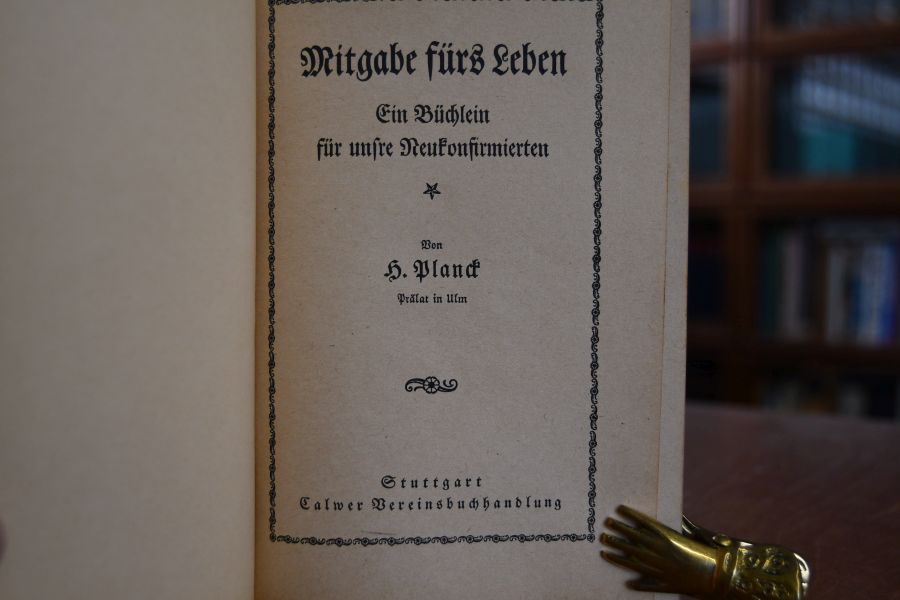 Mitgabe fürs Leben
Ein Büchlein
für unsre Neukonfirmierten
Von
H. Planck
Prälat in Ulm
Stuttgart
Calwer Vereinsbuchhandlung